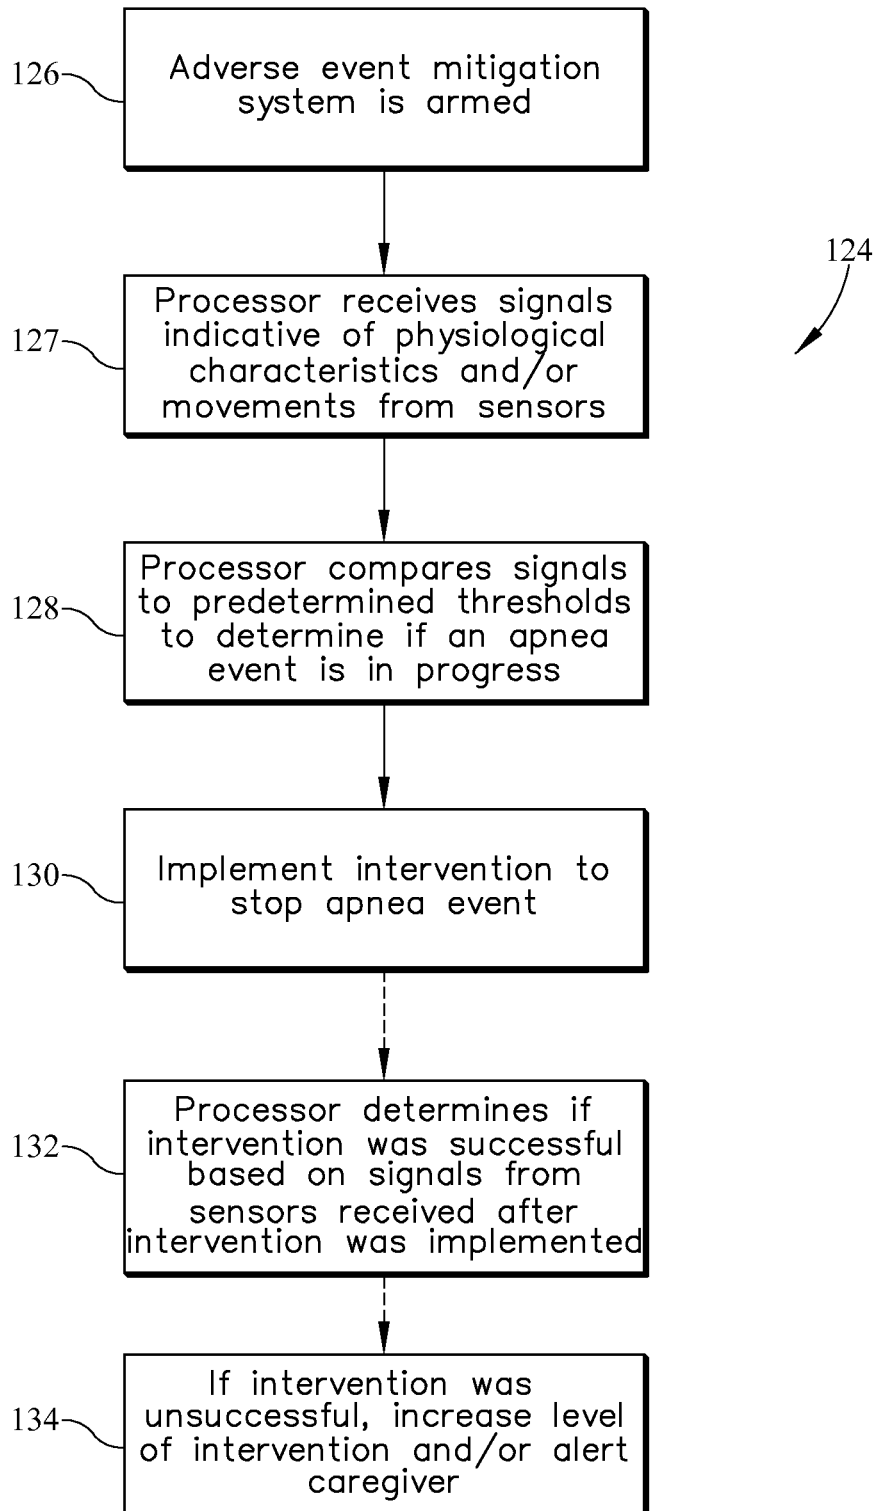 126
Adverse event mitigation
system is armed
124
127
Processor receives signals
indicative of physiological
characteristics and/or
movements from sensors
128
Processor compares signals
to predetermined thresholds
to determine if an apnea
event is in progress
130
Implement intervention to
stop apnea event
132
Processor determines if
intervention was successful
based on signals from
sensors received after
intervention was implemented
134
If intervention was
unsuccessful, increase level
of intervention and/or alert
caregiver